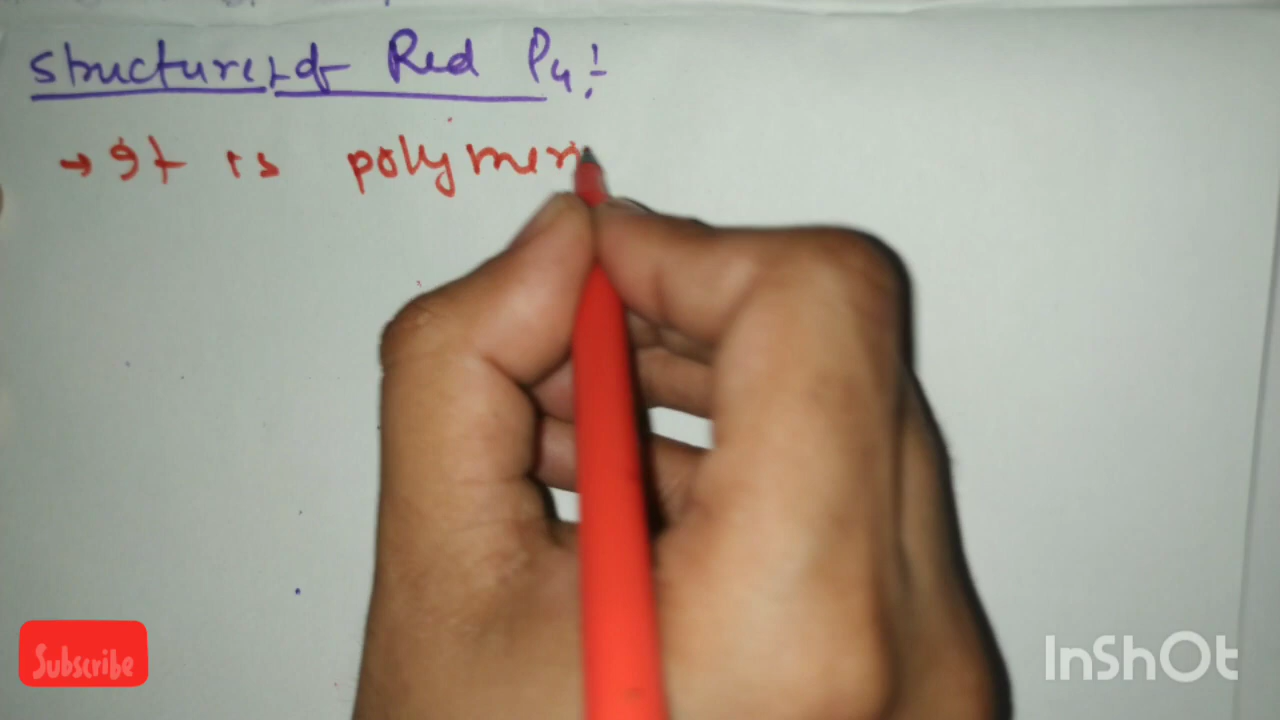 structure of Red P4:-
→ It is polymer
Subscribe
InShOt